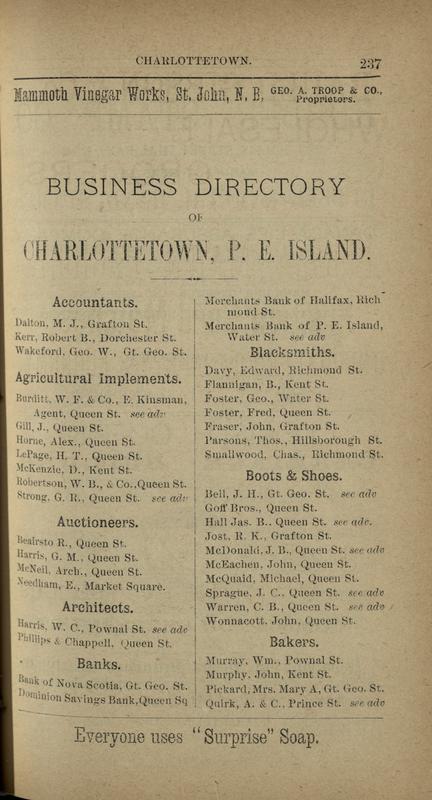 CHARLOTTETOWN. 237
Mammoth Vinegar Works, St. John, N. B, GEO. A. TROOP & CO., Proprietors.
BUSINESS DIRECTORY
OF
CHARLOTTETOWN, P. E. ISLAND.
Accountants.
Dalton, M. J., Grafton St.
Kerr, Robert B., Dorchester St.
Wakeford, Geo. W., Gt. Geo. St.
Agricultural Implements.
Burditt, W. F. & Co., E. Kinsman,
Agent, Queen St. see adv
Gill, J., Queen St.
Horne, Alex., Queen St.
LePage, H. T., Queen St.
McKenzie, D., Kent St.
Robertson, W. B., & Co., Queen St.
Strong, G. R., Queen St. see adv
Auctioneers.
Beairsto R., Queen St.
Harris, G. M., Queen St.
McNeil, Arch., Queen St.
Needham, E., Market Square.
Architects.
Harris, W. C., Pownal St. see adv
Phillips & Chappell, Queen St.
Banks.
Bank of Nova Scotia, Gt. Geo. St.
Dominion Savings Bank, Queen Sq
Merchants Bank of Halifax, Rich
mond St.
Merchants Bank of P. E. Island,
Water St. see adv
Blacksmiths.
Davy, Edward, Richmond St.
Flannigan, B., Kent St.
Foster, Geo., Water St.
Foster, Fred, Queen St.
Fraser, John, Grafton St.
Parsons, Thos., Hillsborough St.
Smallwood, Chas., Richmond St.
Boots & Shoes.
Bell, J. H., Gt. Geo. St. see adv
Goff Bros., Queen St.
Hall Jas. B.. Queen St. see adv.
Jost, R. K., Grafton St.
McDonald, J. B., Queen St. see adv
McEachen, John, Queen St.
McQuaid, Michael, Queen St.
Sprague, J. C., Queen St. see adv
Warren, C. B., Queen St. see adv
Wonnacott, John, Queen St.
Bakers.
Murray, Wm., Pownal St.
Murphy, John, Kent St.
Pickard, Mrs. Mary A, Gt. Geo. St.
Quirk, A. & C., Prince St. see adv
Everyone uses "Surprise" Soap.